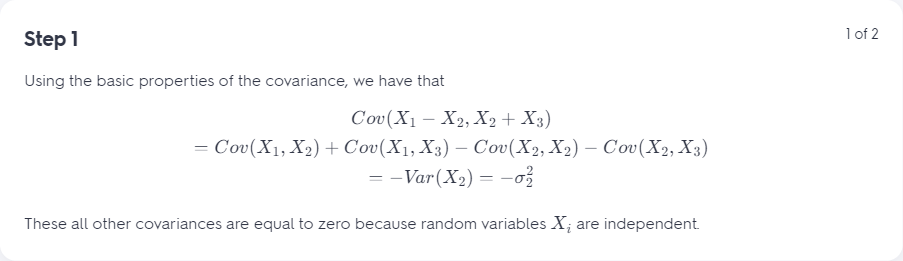 Step 1
1 of 2
Using the basic properties of the covariance, we have that
Cov(X₁ − X₂, X₂ + X₃)
= Cov(X₁, X₂) + Cov(X₁, X₃) − Cov(X₂, X₂) − Cov(X₂, X₃)
= −Var(X₂) = −σ₂²
These all other covariances are equal to zero because random variables Xᵢ are independent.